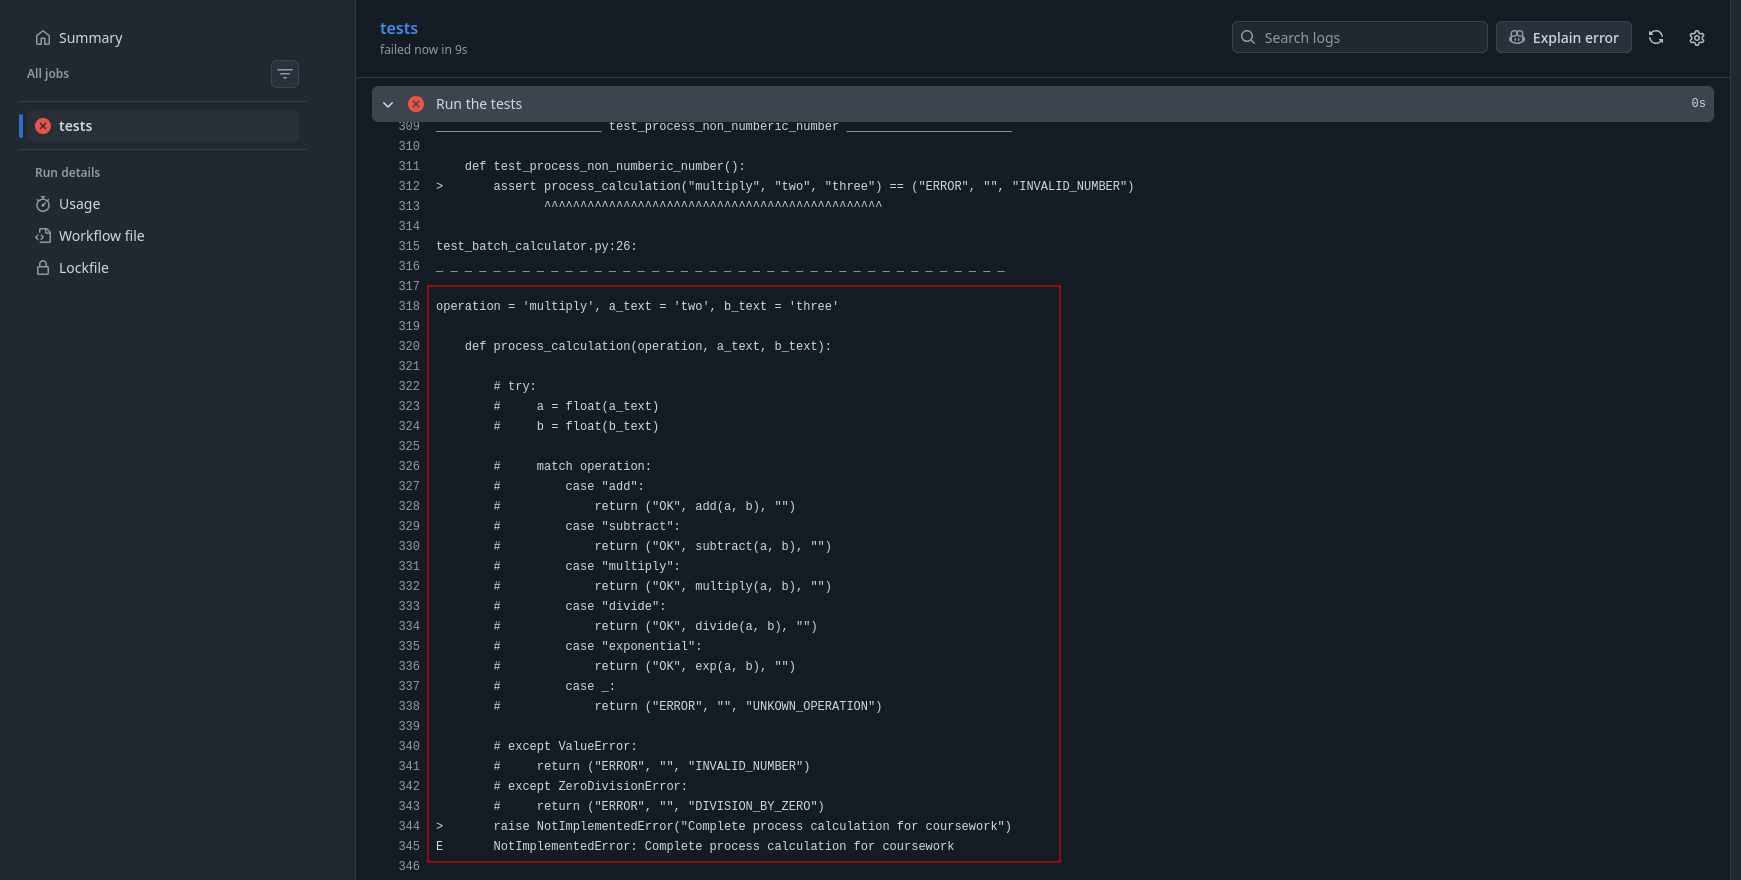 Summary
All jobs
tests
Run details
Usage
Workflow file
Lockfile
tests
failed now in 9s
Search logs
Explain error
Run the tests
0s
309 _______________________ test_process_non_numberic_number _______________________
310
311     def test_process_non_numberic_number():
312 >       assert process_calculation("multiply", "two", "three") == ("ERROR", "", "INVALID_NUMBER")
313                ^^^^^^^^^^^^^^^^^^^^^^^^^^^^^^^^^^^^^^^^^^^^^^^
314
315 test_batch_calculator.py:26:
316 _ _ _ _ _ _ _ _ _ _ _ _ _ _ _ _ _ _ _ _ _ _ _ _ _ _ _ _ _ _ _ _ _ _ _ _ _ _ _ _
317
318 operation = 'multiply', a_text = 'two', b_text = 'three'
319
320     def process_calculation(operation, a_text, b_text):
321
322         # try:
323         #     a = float(a_text)
324         #     b = float(b_text)
325
326         #     match operation:
327         #         case "add":
328         #             return ("OK", add(a, b), "")
329         #         case "subtract":
330         #             return ("OK", subtract(a, b), "")
331         #         case "multiply":
332         #             return ("OK", multiply(a, b), "")
333         #         case "divide":
334         #             return ("OK", divide(a, b), "")
335         #         case "exponential":
336         #             return ("OK", exp(a, b), "")
337         #         case _:
338         #             return ("ERROR", "", "UNKOWN_OPERATION")
339
340         # except ValueError:
341         #     return ("ERROR", "", "INVALID_NUMBER")
342         # except ZeroDivisionError:
343         #     return ("ERROR", "", "DIVISION_BY_ZERO")
344 >       raise NotImplementedError("Complete process calculation for coursework")
345 E       NotImplementedError: Complete process calculation for coursework
346